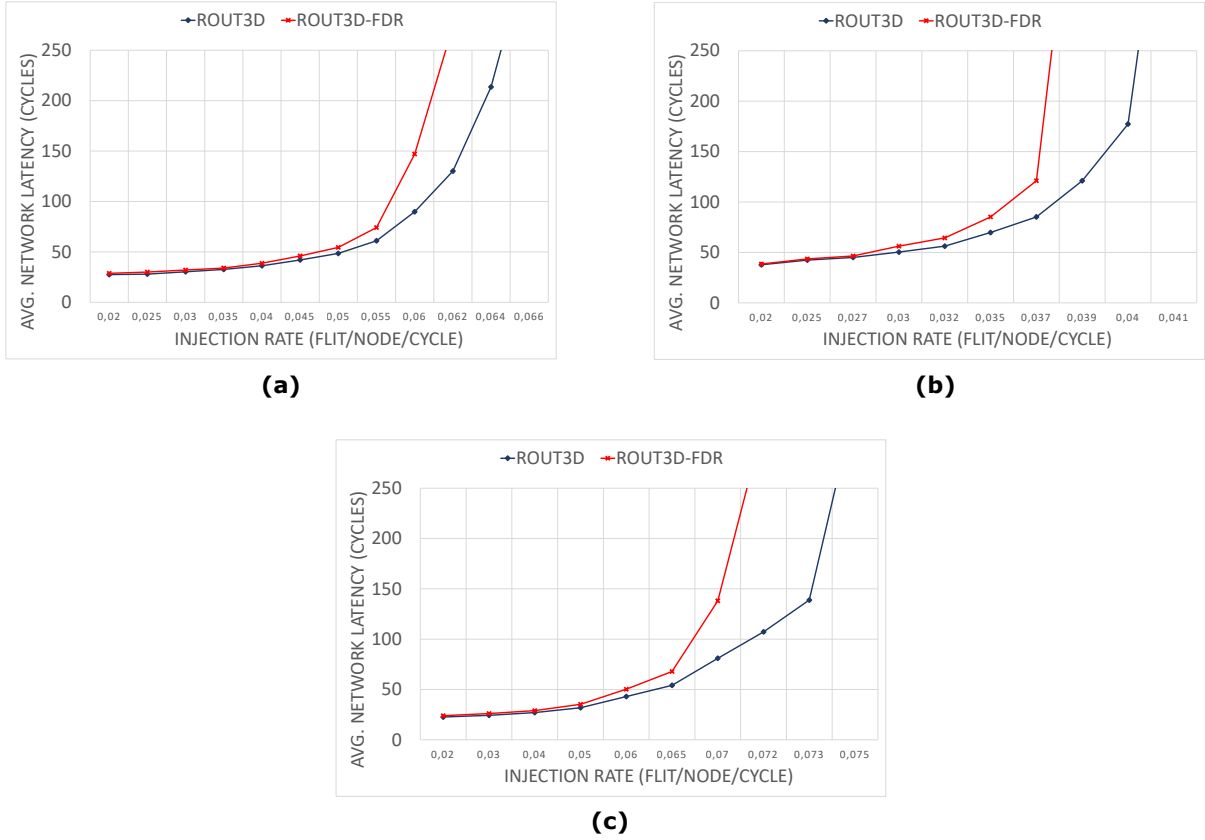 ROUT3D ROUT3D-FDR
AVG. NETWORK LATENCY (CYCLES)
250
200
150
100
50
0
0,02 0,025 0,03 0,035 0,04 0,045 0,05 0,055 0,06 0,062 0,064 0,066
INJECTION RATE (FLIT/NODE/CYCLE)
(a)
ROUT3D ROUT3D-FDR
AVG. NETWORK LATENCY (CYCLES)
250
200
150
100
50
0
0,02 0,025 0,027 0,03 0,032 0,035 0,037 0,039 0,04 0,041
INJECTION RATE (FLIT/NODE/CYCLE)
(b)
ROUT3D ROUT3D-FDR
AVG. NETWORK LATENCY (CYCLES)
250
200
150
100
50
0
0,02 0,03 0,04 0,05 0,06 0,065 0,07 0,072 0,073 0,075
INJECTION RATE (FLIT/NODE/CYCLE)
(c)